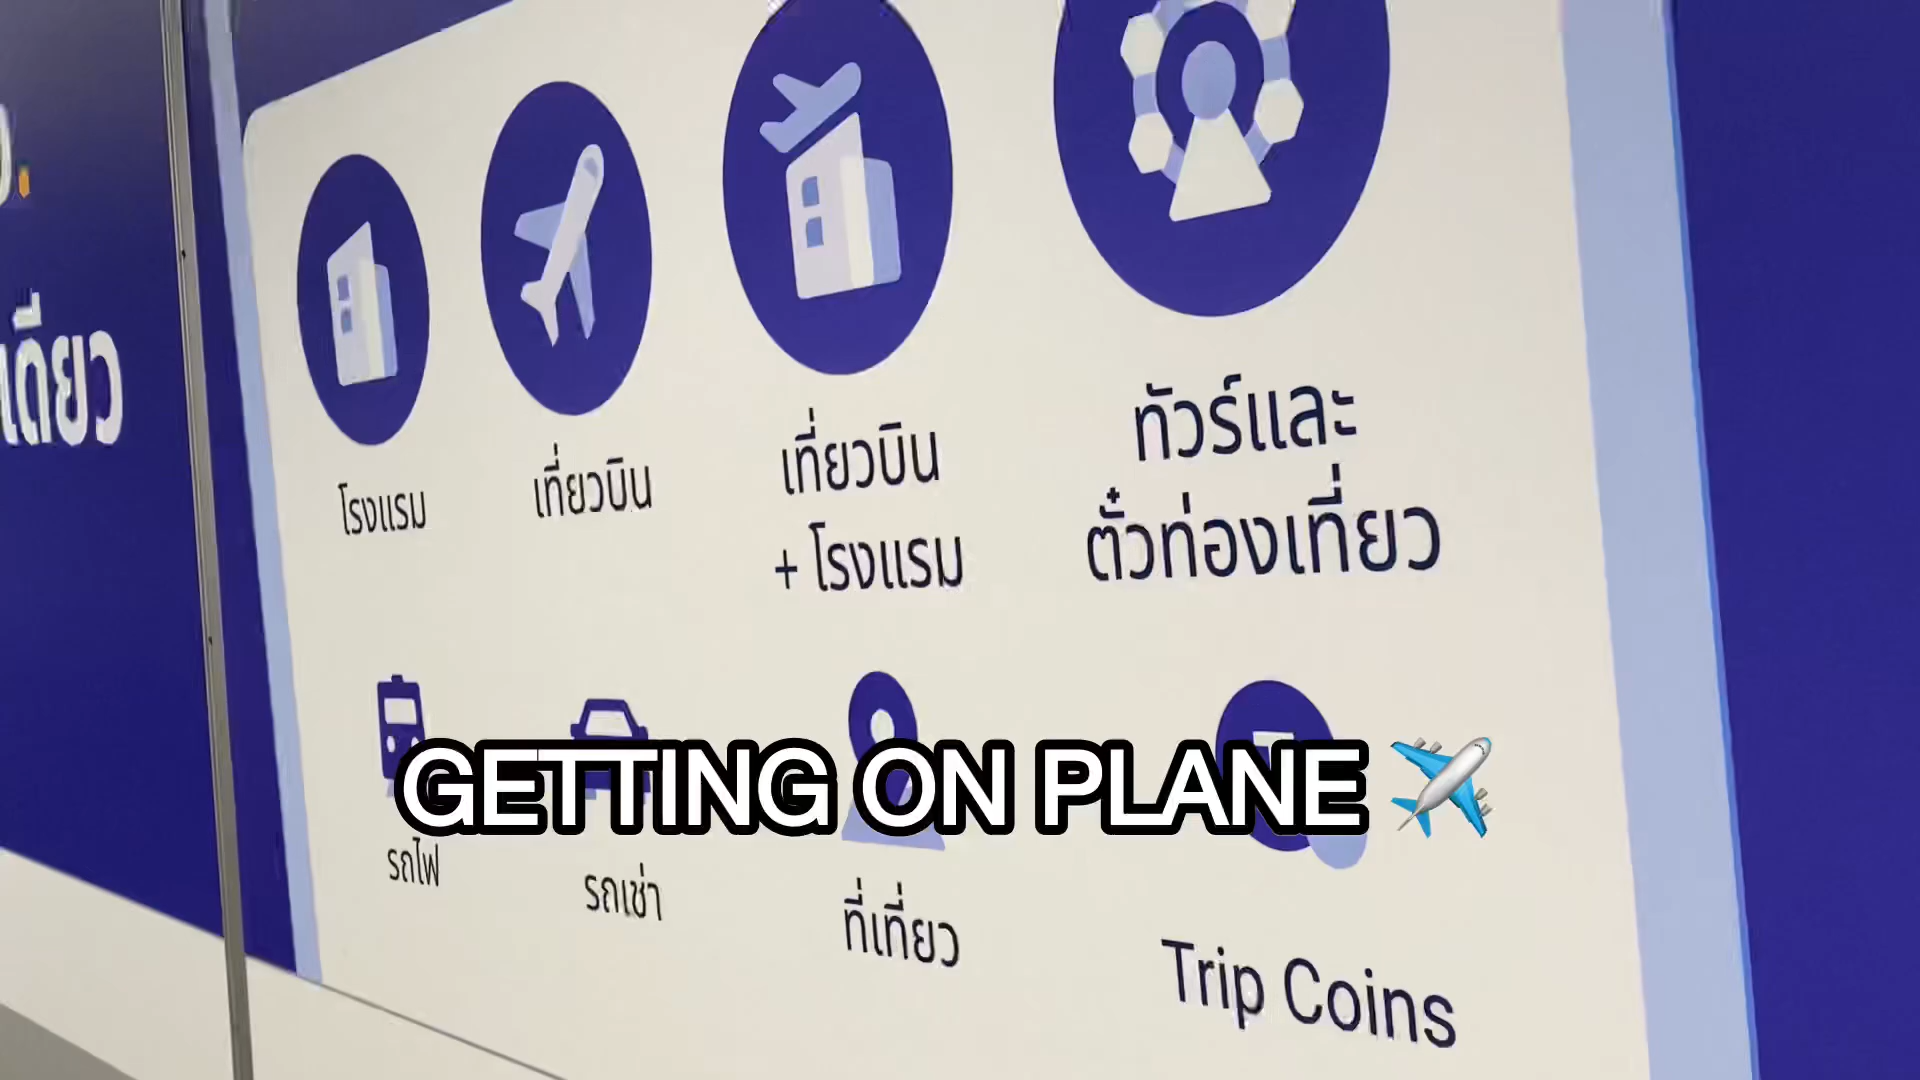 เดียว
โรงแรม
เที่ยวบิน
เที่ยวบิน
+ โรงแรม
ทัวร์และ
ตั๋วท่องเที่ยว
GETTING ON PLANE ✈️
รถไฟ
รถเช่า
ที่เที่ยว
Trip Coins